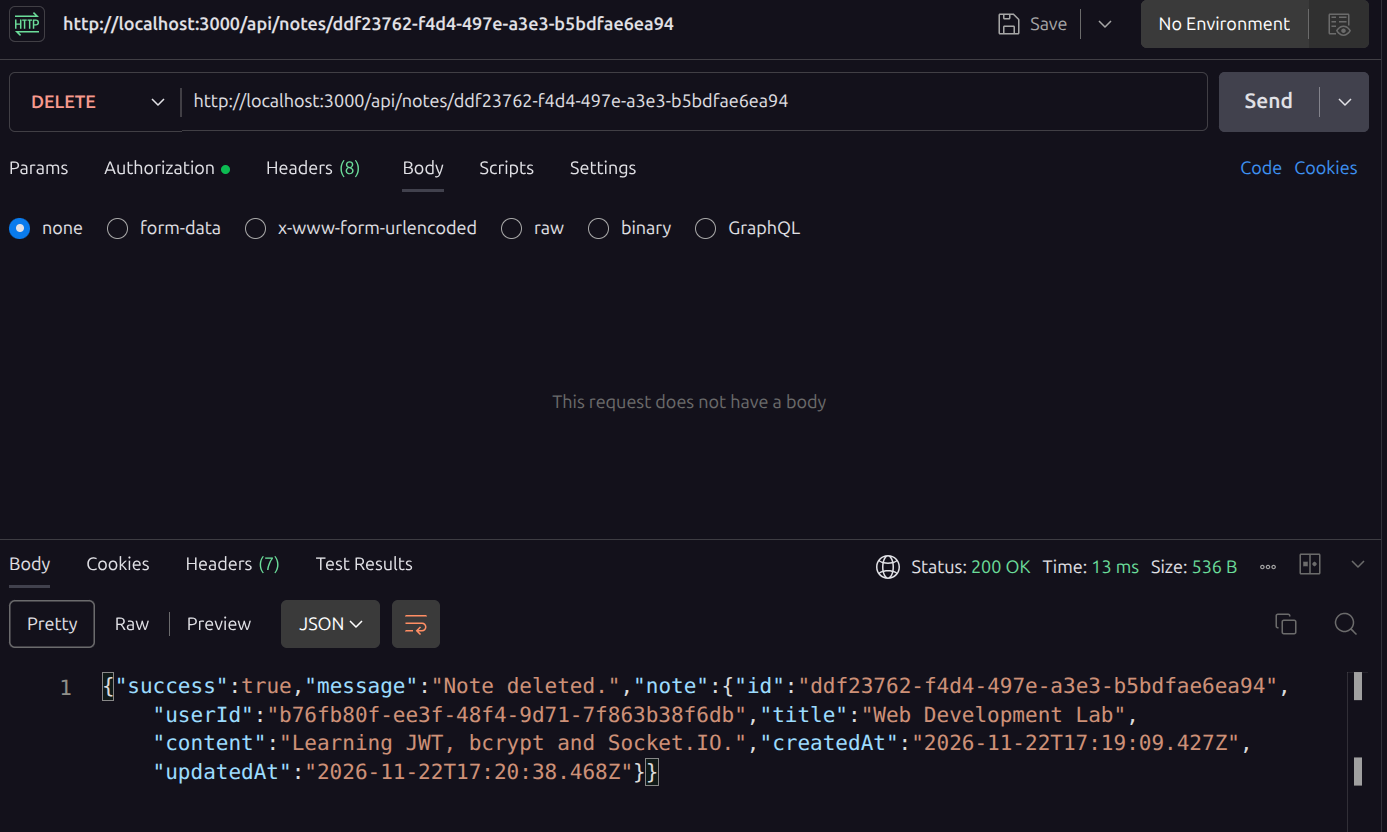 HTTP http://localhost:3000/api/notes/ddf23762-f4d4-497e-a3e3-b5bdfae6ea94 Save No Environment
DELETE http://localhost:3000/api/notes/ddf23762-f4d4-497e-a3e3-b5bdfae6ea94 Send
Params Authorization Headers (8) Body Scripts Settings Code Cookies
none form-data x-www-form-urlencoded raw binary GraphQL
This request does not have a body
Body Cookies Headers (7) Test Results Status: 200 OK Time: 13 ms Size: 536 B
Pretty Raw Preview JSON
1 {"success":true,"message":"Note deleted.","note":{"id":"ddf23762-f4d4-497e-a3e3-b5bdfae6ea94",
"userId":"b76fb80f-ee3f-48f4-9d71-7f863b38f6db","title":"Web Development Lab",
"content":"Learning JWT, bcrypt and Socket.IO.","createdAt":"2026-11-22T17:19:09.427Z",
"updatedAt":"2026-11-22T17:20:38.468Z"}}